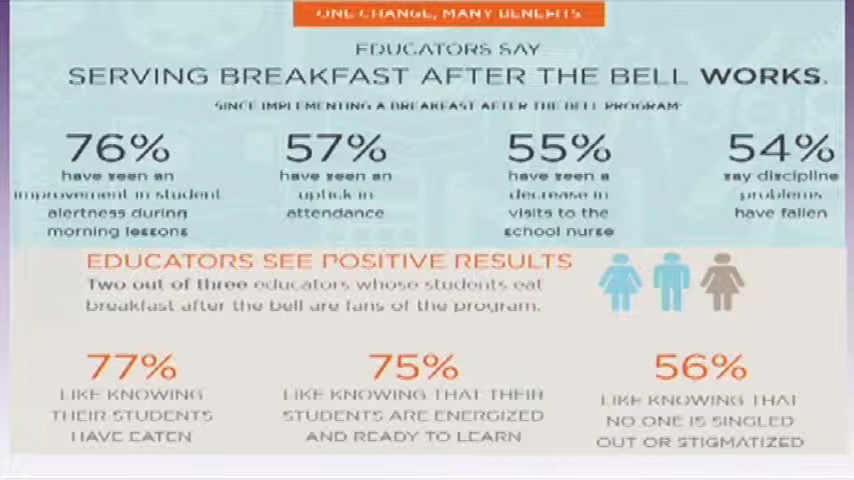 ONE CHANGE, MANY BENEFITS
EDUCATORS SAY
SERVING BREAKFAST AFTER THE BELL WORKS.
SINCE IMPLEMENTING A BREAKFAST AFTER THE BELL PROGRAM:
76%
have seen an
improvement in student
alertness during
morning lessons
57%
have seen an
uptick in
attendance
55%
have seen a
decrease in
visits to the
school nurse
54%
say discipline
problems
have fallen
EDUCATORS SEE POSITIVE RESULTS
Two out of three educators whose students eat
breakfast after the bell are fans of the program.
77%
LIKE KNOWING
THEIR STUDENTS
HAVE EATEN
75%
LIKE KNOWING THAT THEIR
STUDENTS ARE ENERGIZED
AND READY TO LEARN
56%
LIKE KNOWING THAT
NO ONE IS SINGLED
OUT OR STIGMATIZED